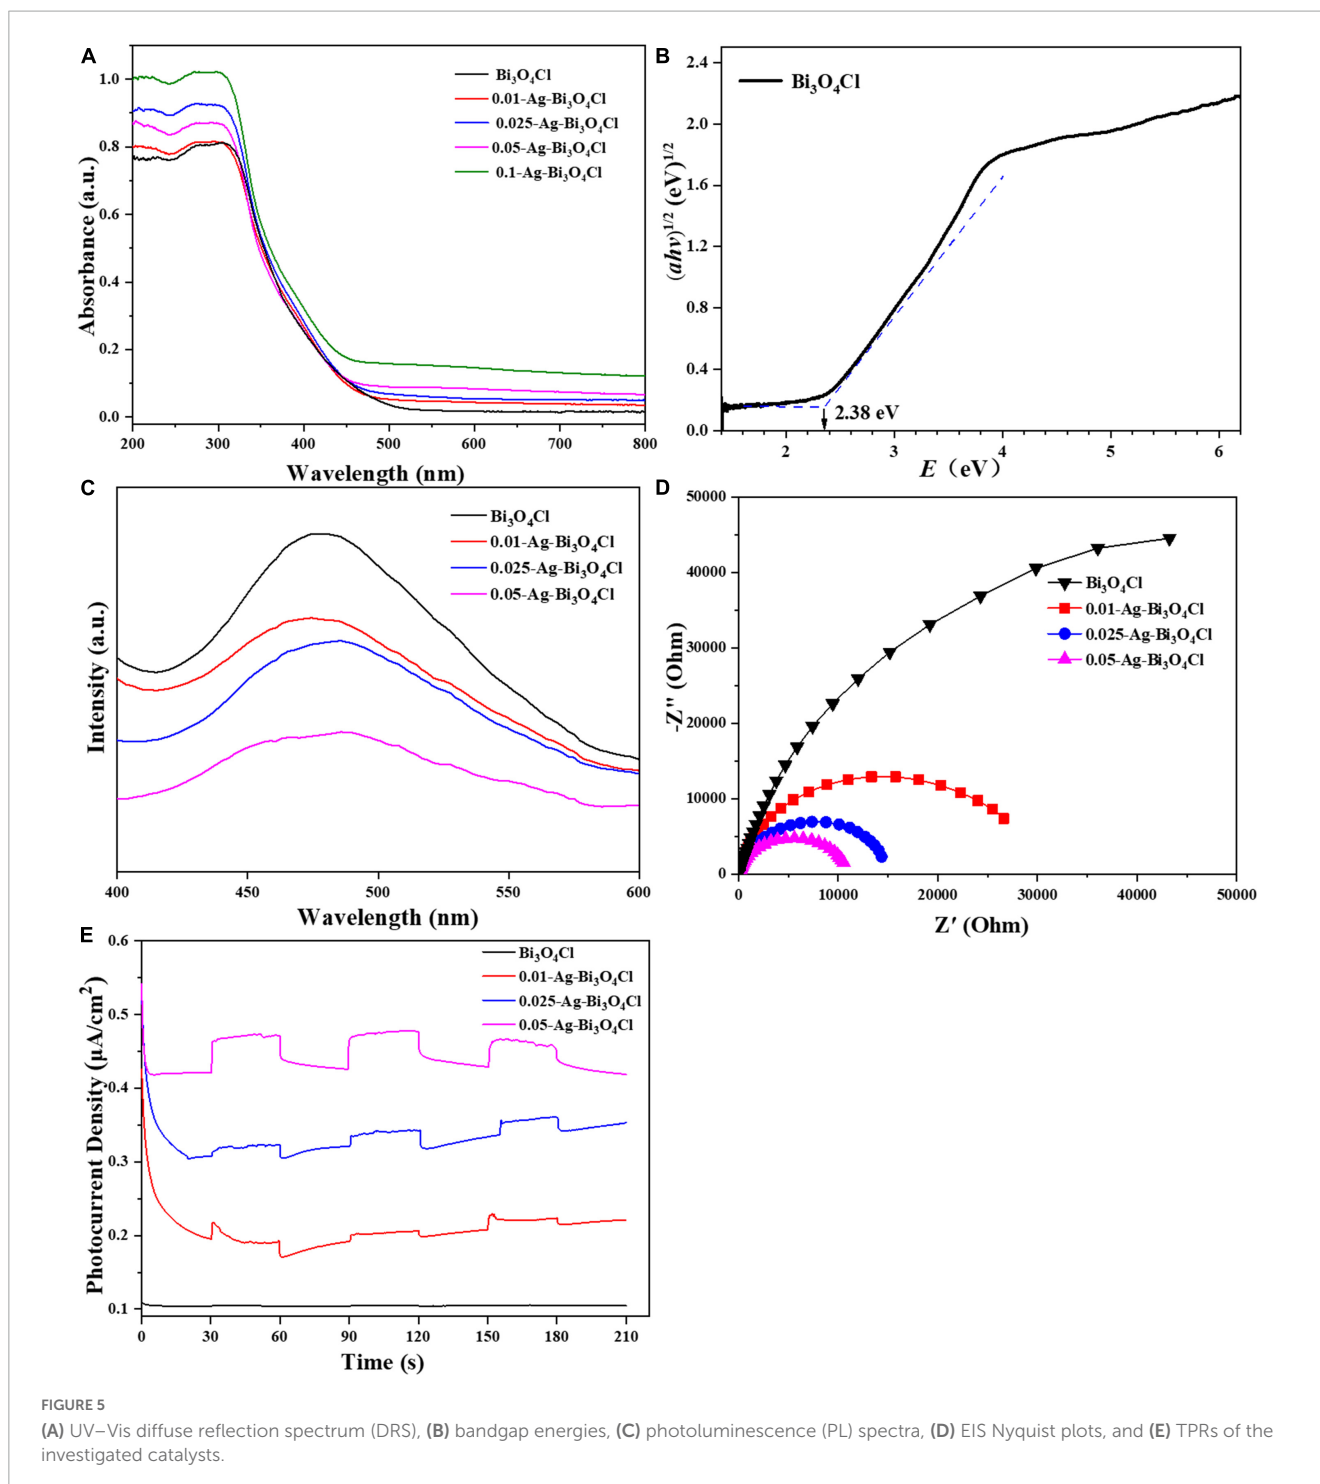 A
Absorbance (a.u.)
1.0
0.8
0.6
0.4
0.2
0.0
200 300 400 500 600 700 800
Wavelength (nm)
Bi₃O₄Cl
0.01-Ag-Bi₃O₄Cl
0.025-Ag-Bi₃O₄Cl
0.05-Ag-Bi₃O₄Cl
0.1-Ag-Bi₃O₄Cl
B
(ahv)¹/² (eV)¹/²
2.4
2.0
1.6
1.2
0.8
0.4
0.0
2 3 4 5 6
E (eV)
Bi₃O₄Cl
2.38 eV
C
Intensity (a.u.)
400 450 500 550 600
Wavelength (nm)
Bi₃O₄Cl
0.01-Ag-Bi₃O₄Cl
0.025-Ag-Bi₃O₄Cl
0.05-Ag-Bi₃O₄Cl
D
-Z" (Ohm)
50000
40000
30000
20000
10000
0
0 10000 20000 30000 40000 50000
Z' (Ohm)
Bi₃O₄Cl
0.01-Ag-Bi₃O₄Cl
0.025-Ag-Bi₃O₄Cl
0.05-Ag-Bi₃O₄Cl
E
Photocurrent Density (μA/cm²)
0.6
0.5
0.4
0.3
0.2
0.1
0 30 60 90 120 150 180 210
Time (s)
Bi₃O₄Cl
0.01-Ag-Bi₃O₄Cl
0.025-Ag-Bi₃O₄Cl
0.05-Ag-Bi₃O₄Cl
FIGURE 5
(A) UV–Vis diffuse reflection spectrum (DRS), (B) bandgap energies, (C) photoluminescence (PL) spectra, (D) EIS Nyquist plots, and (E) TPRs of the
investigated catalysts.